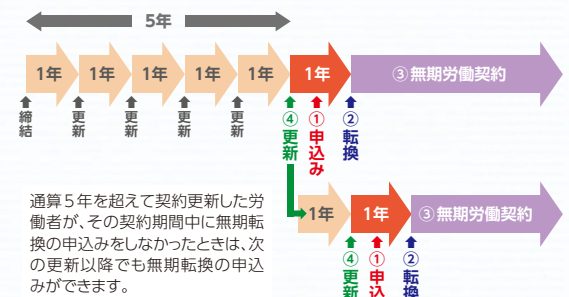 5年
1年 1年 1年 1年 1年 1年 ③無期労働契約
締結 更新 更新 更新 更新 ④更新 ①申込み ②転換
通算5年を超えて契約更新した労
働者が、その契約期間中に無期転
換の申込みをしなかったときは、次
の更新以降でも無期転換の申込
みができます。
1年 1年 ③無期労働契約
④更新 ①申込 ②転換